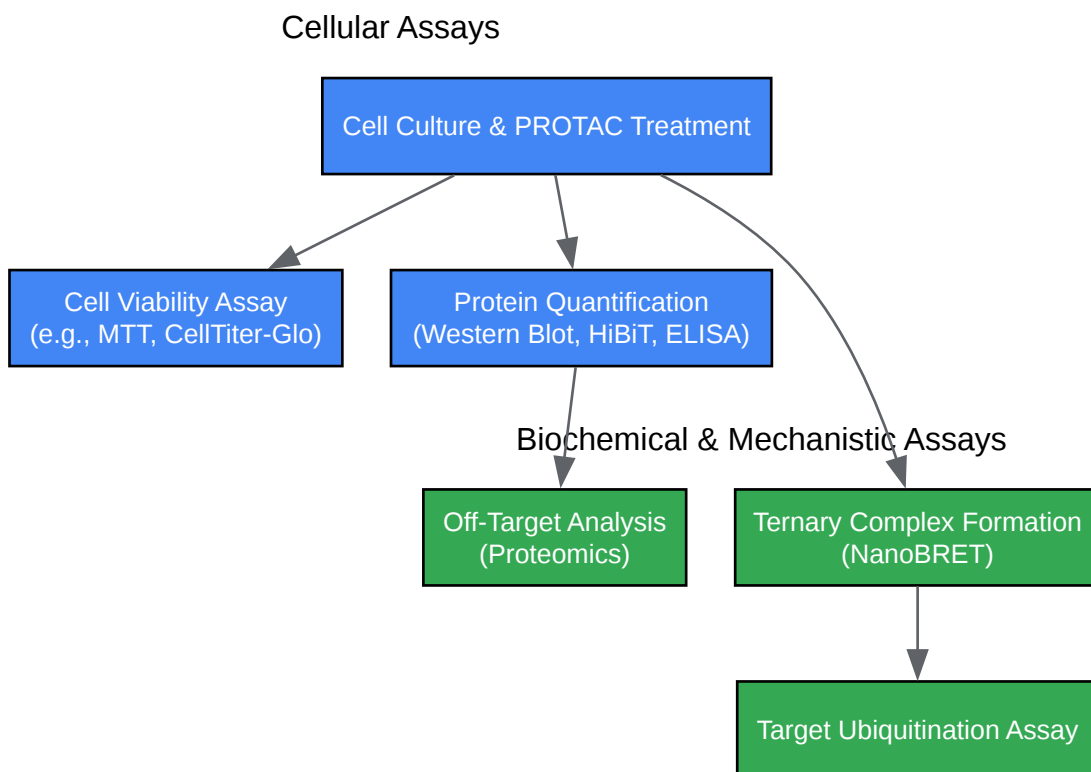 Cellular Assays
Cell Culture & PROTAC Treatment
Cell Viability Assay
(e.g., MTT, CellTiter-Glo)
Protein Quantification
(Western Blot, HiBiT, ELISA)
Biochemical & Mechanistic Assays
Off-Target Analysis
(Proteomics)
Ternary Complex Formation
(NanoBRET)
Target Ubiquitination Assay